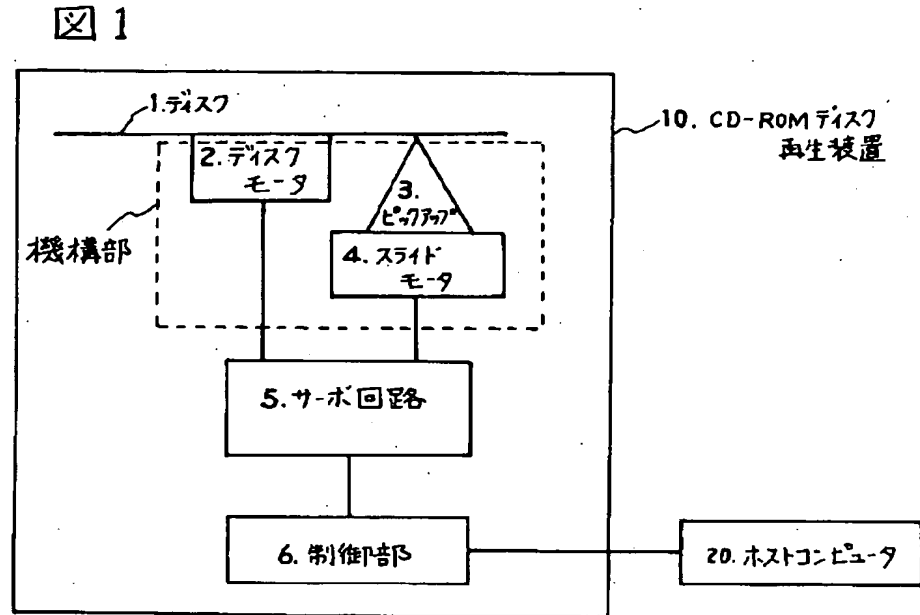 図1
1.ディスク
10. CD-ROMディスク
再生装置
2.ディスク
モータ
3.
ピックアップ
機構部
4.スライド
モータ
5.サーボ回路
6.制御部
20.ホストコンピュータ